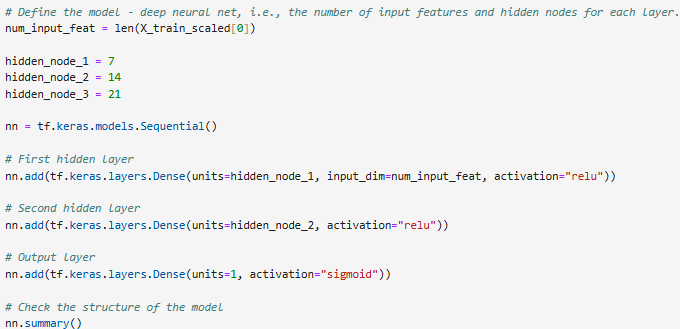 # Define the model - deep neural net, i.e., the number of input features and hidden nodes for each layer.
num_input_feat = len(X_train_scaled[0])
hidden_node_1 = 7
hidden_node_2 = 14
hidden_node_3 = 21
nn = tf.keras.models.Sequential()
# First hidden layer
nn.add(tf.keras.layers.Dense(units=hidden_node_1, input_dim=num_input_feat, activation="relu"))
# Second hidden layer
nn.add(tf.keras.layers.Dense(units=hidden_node_2, activation="relu"))
# Output layer
nn.add(tf.keras.layers.Dense(units=1, activation="sigmoid"))
# Check the structure of the model
nn.summary()